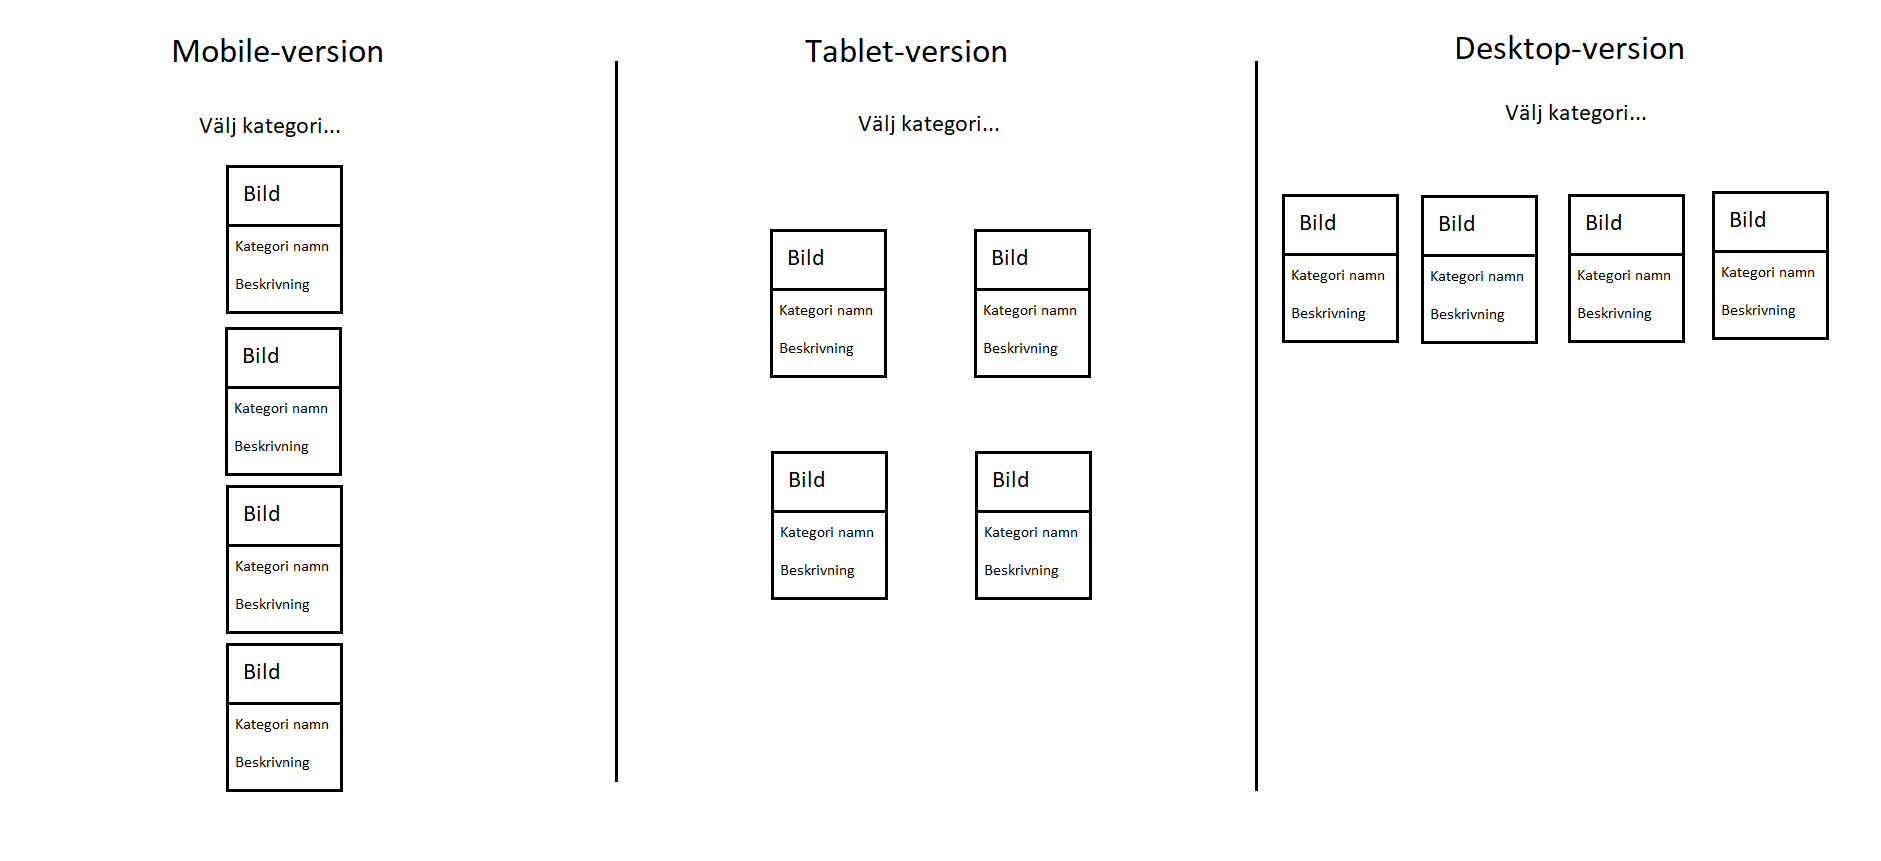 Mobile-version
Välj kategori...
Bild
Kategori namn
Beskrivning
Bild
Kategori namn
Beskrivning
Bild
Kategori namn
Beskrivning
Bild
Kategori namn
Beskrivning
Tablet-version
Välj kategori...
Bild
Kategori namn
Beskrivning
Bild
Kategori namn
Beskrivning
Bild
Kategori namn
Beskrivning
Bild
Kategori namn
Beskrivning
Desktop-version
Välj kategori...
Bild
Kategori namn
Beskrivning
Bild
Kategori namn
Beskrivning
Bild
Kategori namn
Beskrivning
Bild
Kategori namn
Beskrivning